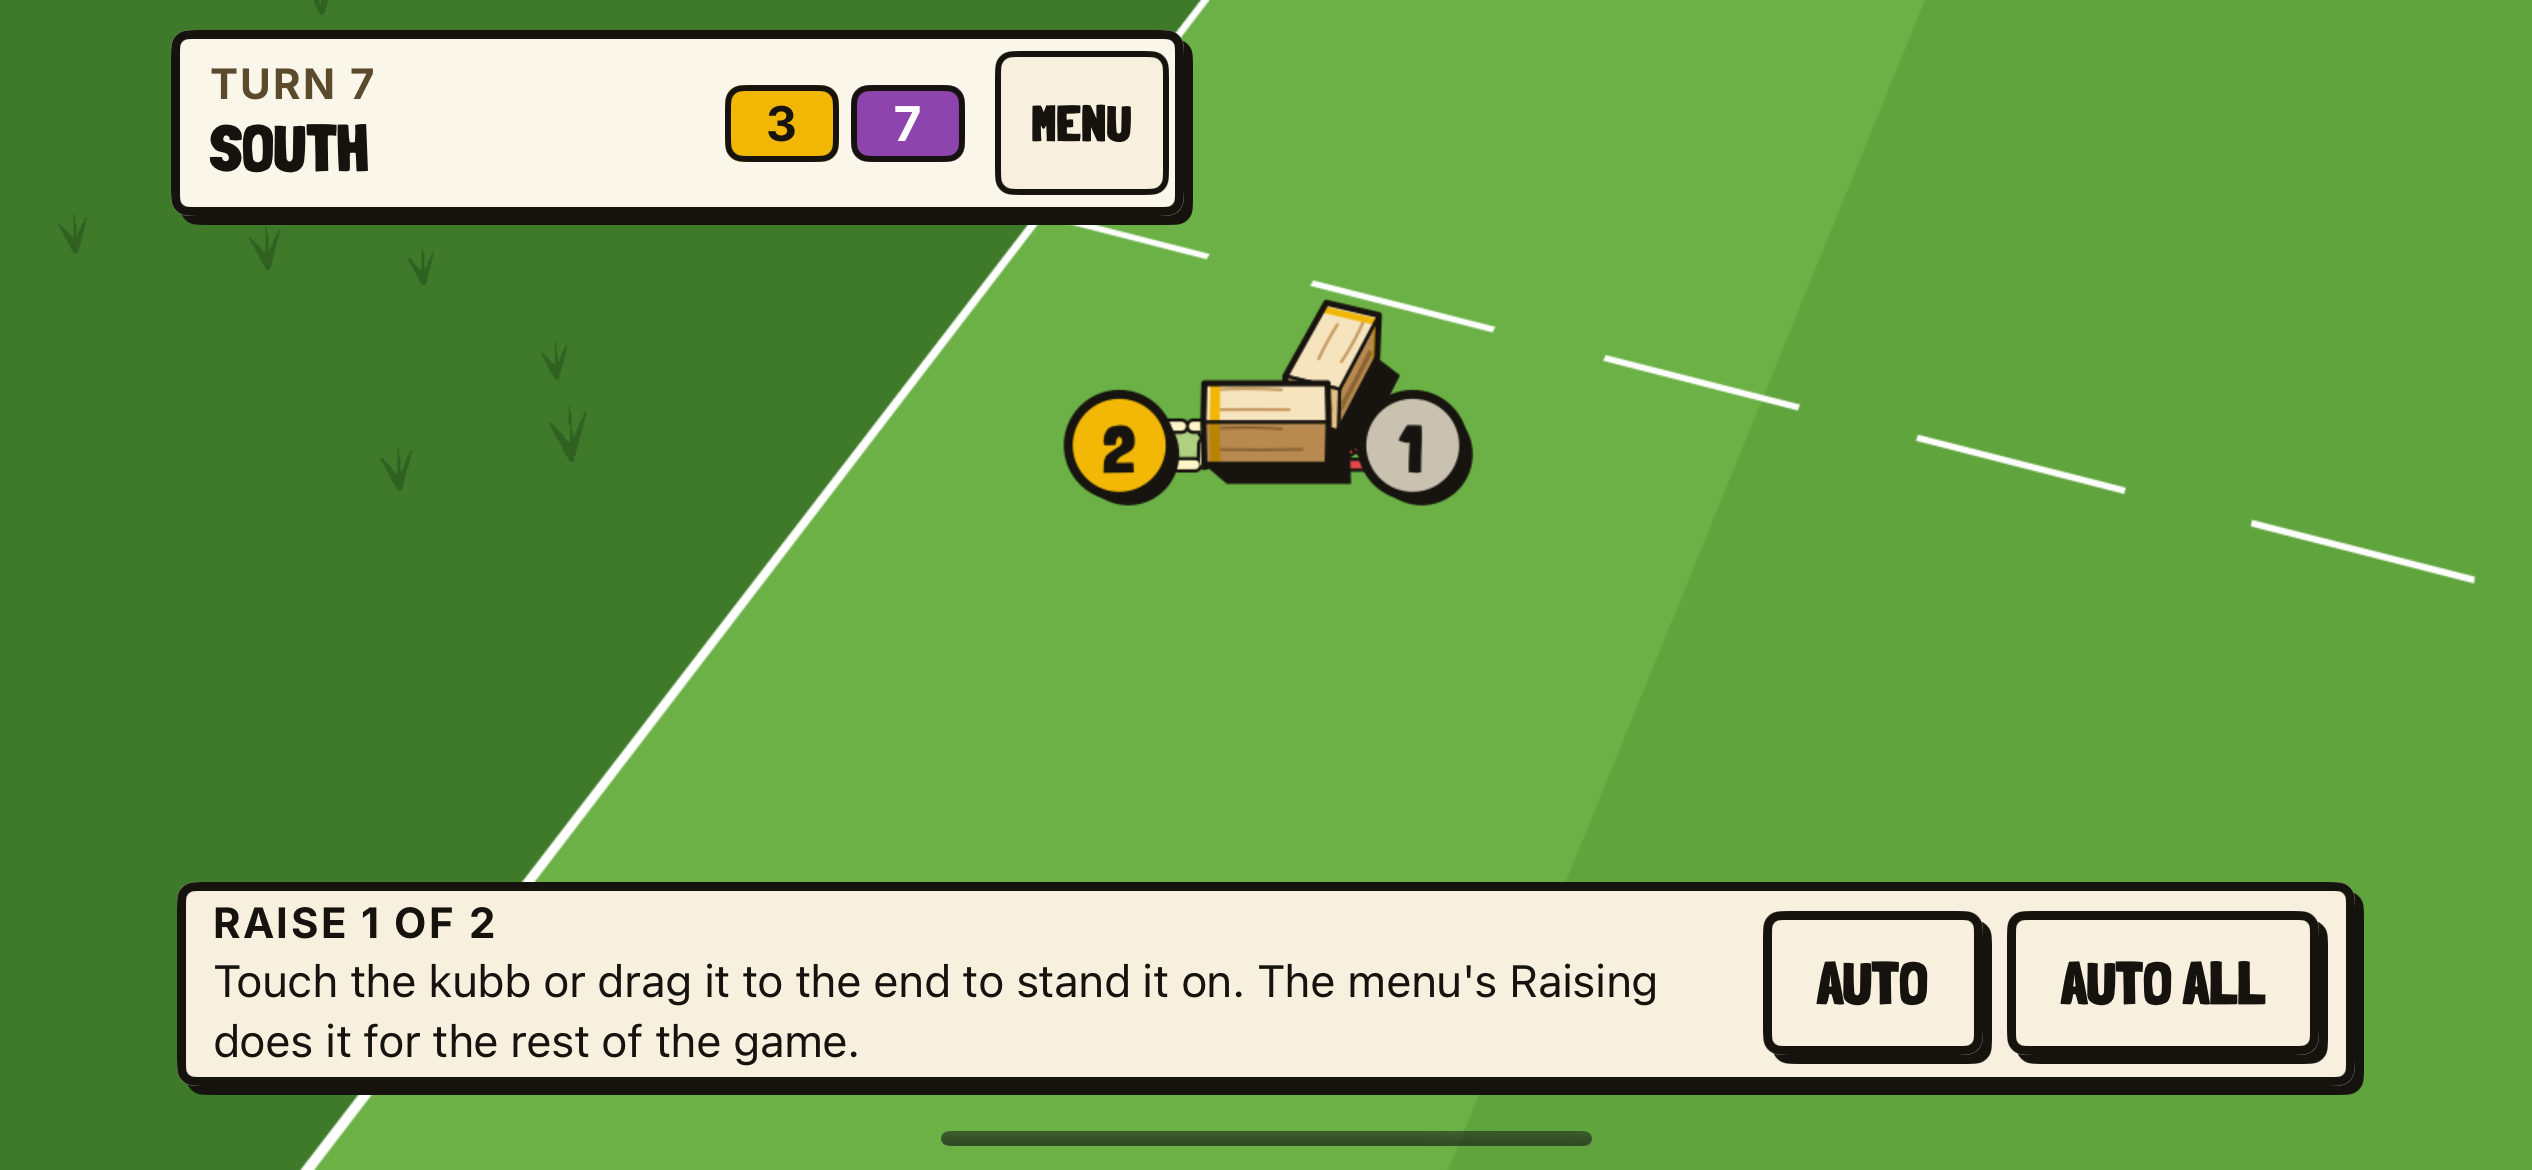 TURN 7
SOUTH
3 7
MENU
2
1
RAISE 1 OF 2
Touch the kubb or drag it to the end to stand it on. The menu's Raising
does it for the rest of the game.
AUTO
AUTO ALL